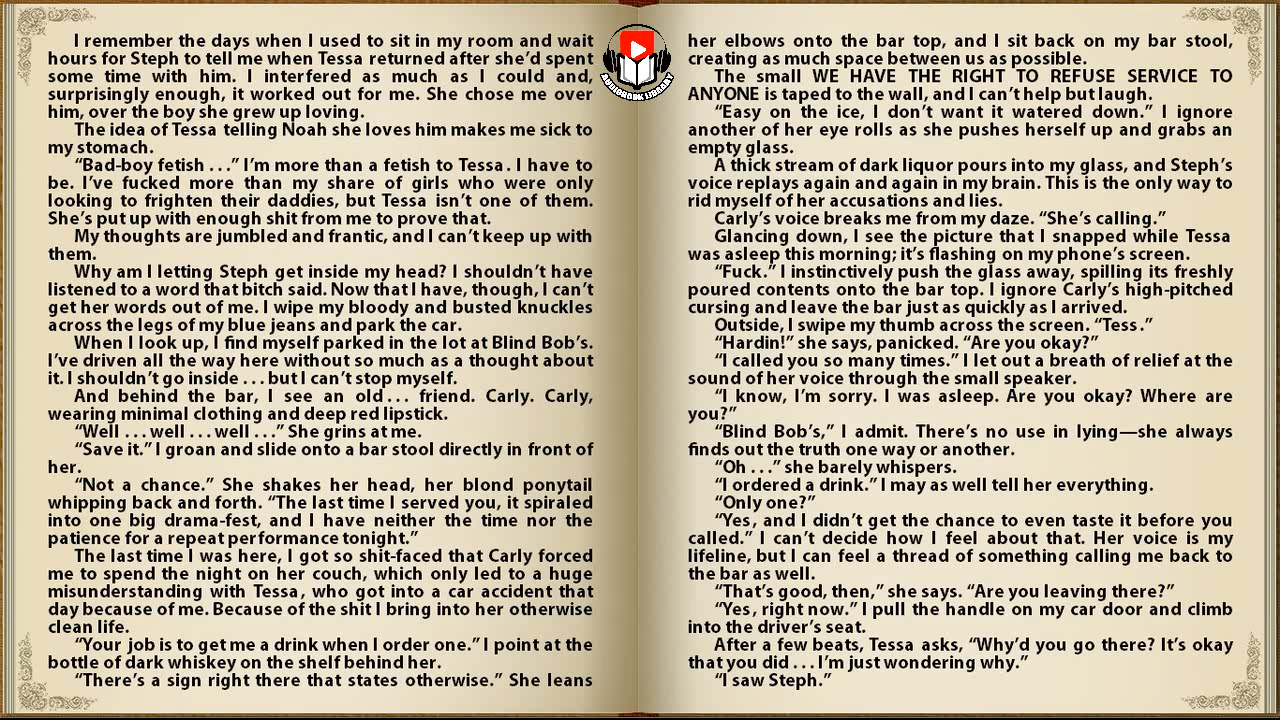 I remember the days when I used to sit in my room and wait
hours for Steph to tell me when Tessa returned after she’d spent
some time with him. I interfered as much as I could and,
surprisingly enough, it worked out for me. She chose me over
him, over the boy she grew up loving.
The idea of Tessa telling Noah she loves him makes me sick to
my stomach.
“Bad-boy fetish . . .” I’m more than a fetish to Tessa. I have to
be. I’ve fucked more than my share of girls who were only
looking to frighten their daddies, but Tessa isn’t one of them.
She’s put up with enough shit from me to prove that.
My thoughts are jumbled and frantic, and I can’t keep up with
them.
Why am I letting Steph get inside my head? I shouldn’t have
listened to a word that bitch said. Now that I have, though, I can’t
get her words out of me. I wipe my bloody and busted knuckles
across the legs of my blue jeans and park the car.
When I look up, I find myself parked in the lot at Blind Bob’s.
I’ve driven all the way here without so much as a thought about
it. I shouldn’t go inside . . . but I can’t stop myself.
And behind the bar, I see an old . . . friend. Carly. Carly,
wearing minimal clothing and deep red lipstick.
“Well . . . well . . . well . . .” She grins at me.
“Save it.” I groan and slide onto a bar stool directly in front of
her.
“Not a chance.” She shakes her head, her blond ponytail
whipping back and forth. “The last time I served you, it spiraled
into one big drama-fest, and I have neither the time nor the
patience for a repeat performance tonight.”
The last time I was here, I got so shit-faced that Carly forced
me to spend the night on her couch, which only led to a huge
misunderstanding with Tessa, who got into a car accident that
day because of me. Because of the shit I bring into her otherwise
clean life.
“Your job is to get me a drink when I order one.” I point at the
bottle of dark whiskey on the shelf behind her.
“There’s a sign right there that states otherwise.” She leans
AUDIOBOOK LIBRARY
her elbows onto the bar top, and I sit back on my bar stool,
creating as much space between us as possible.
The small WE HAVE THE RIGHT TO REFUSE SERVICE TO
ANYONE is taped to the wall, and I can’t help but laugh.
“Easy on the ice, I don’t want it watered down.” I ignore
another of her eye rolls as she pushes herself up and grabs an
empty glass.
A thick stream of dark liquor pours into my glass, and Steph’s
voice replays again and again in my brain. This is the only way to
rid myself of her accusations and lies.
Carly’s voice breaks me from my daze. “She’s calling.”
Glancing down, I see the picture that I snapped while Tessa
was asleep this morning; it’s flashing on my phone’s screen.
“Fuck.” I instinctively push the glass away, spilling its freshly
poured contents onto the bar top. I ignore Carly’s high-pitched
cursing and leave the bar just as quickly as I arrived.
Outside, I swipe my thumb across the screen. “Tess.”
“Hardin!” she says, panicked. “Are you okay?”
“I called you so many times.” I let out a breath of relief at the
sound of her voice through the small speaker.
“I know, I’m sorry. I was asleep. Are you okay? Where are
you?”
“Blind Bob’s,” I admit. There’s no use in lying—she always
finds out the truth one way or another.
“Oh . . .” she barely whispers.
“I ordered a drink.” I may as well tell her everything.
“Only one?”
“Yes, and I didn’t get the chance to even taste it before you
called.” I can’t decide how I feel about that. Her voice is my
lifeline, but I can feel a thread of something calling me back to
the bar as well.
“That’s good, then,” she says. “Are you leaving there?”
“Yes, right now.” I pull the handle on my car door and climb
into the driver’s seat.
After a few beats, Tessa asks, “Why’d you go there? It’s okay
that you did . . . I’m just wondering why.”
“I saw Steph.”